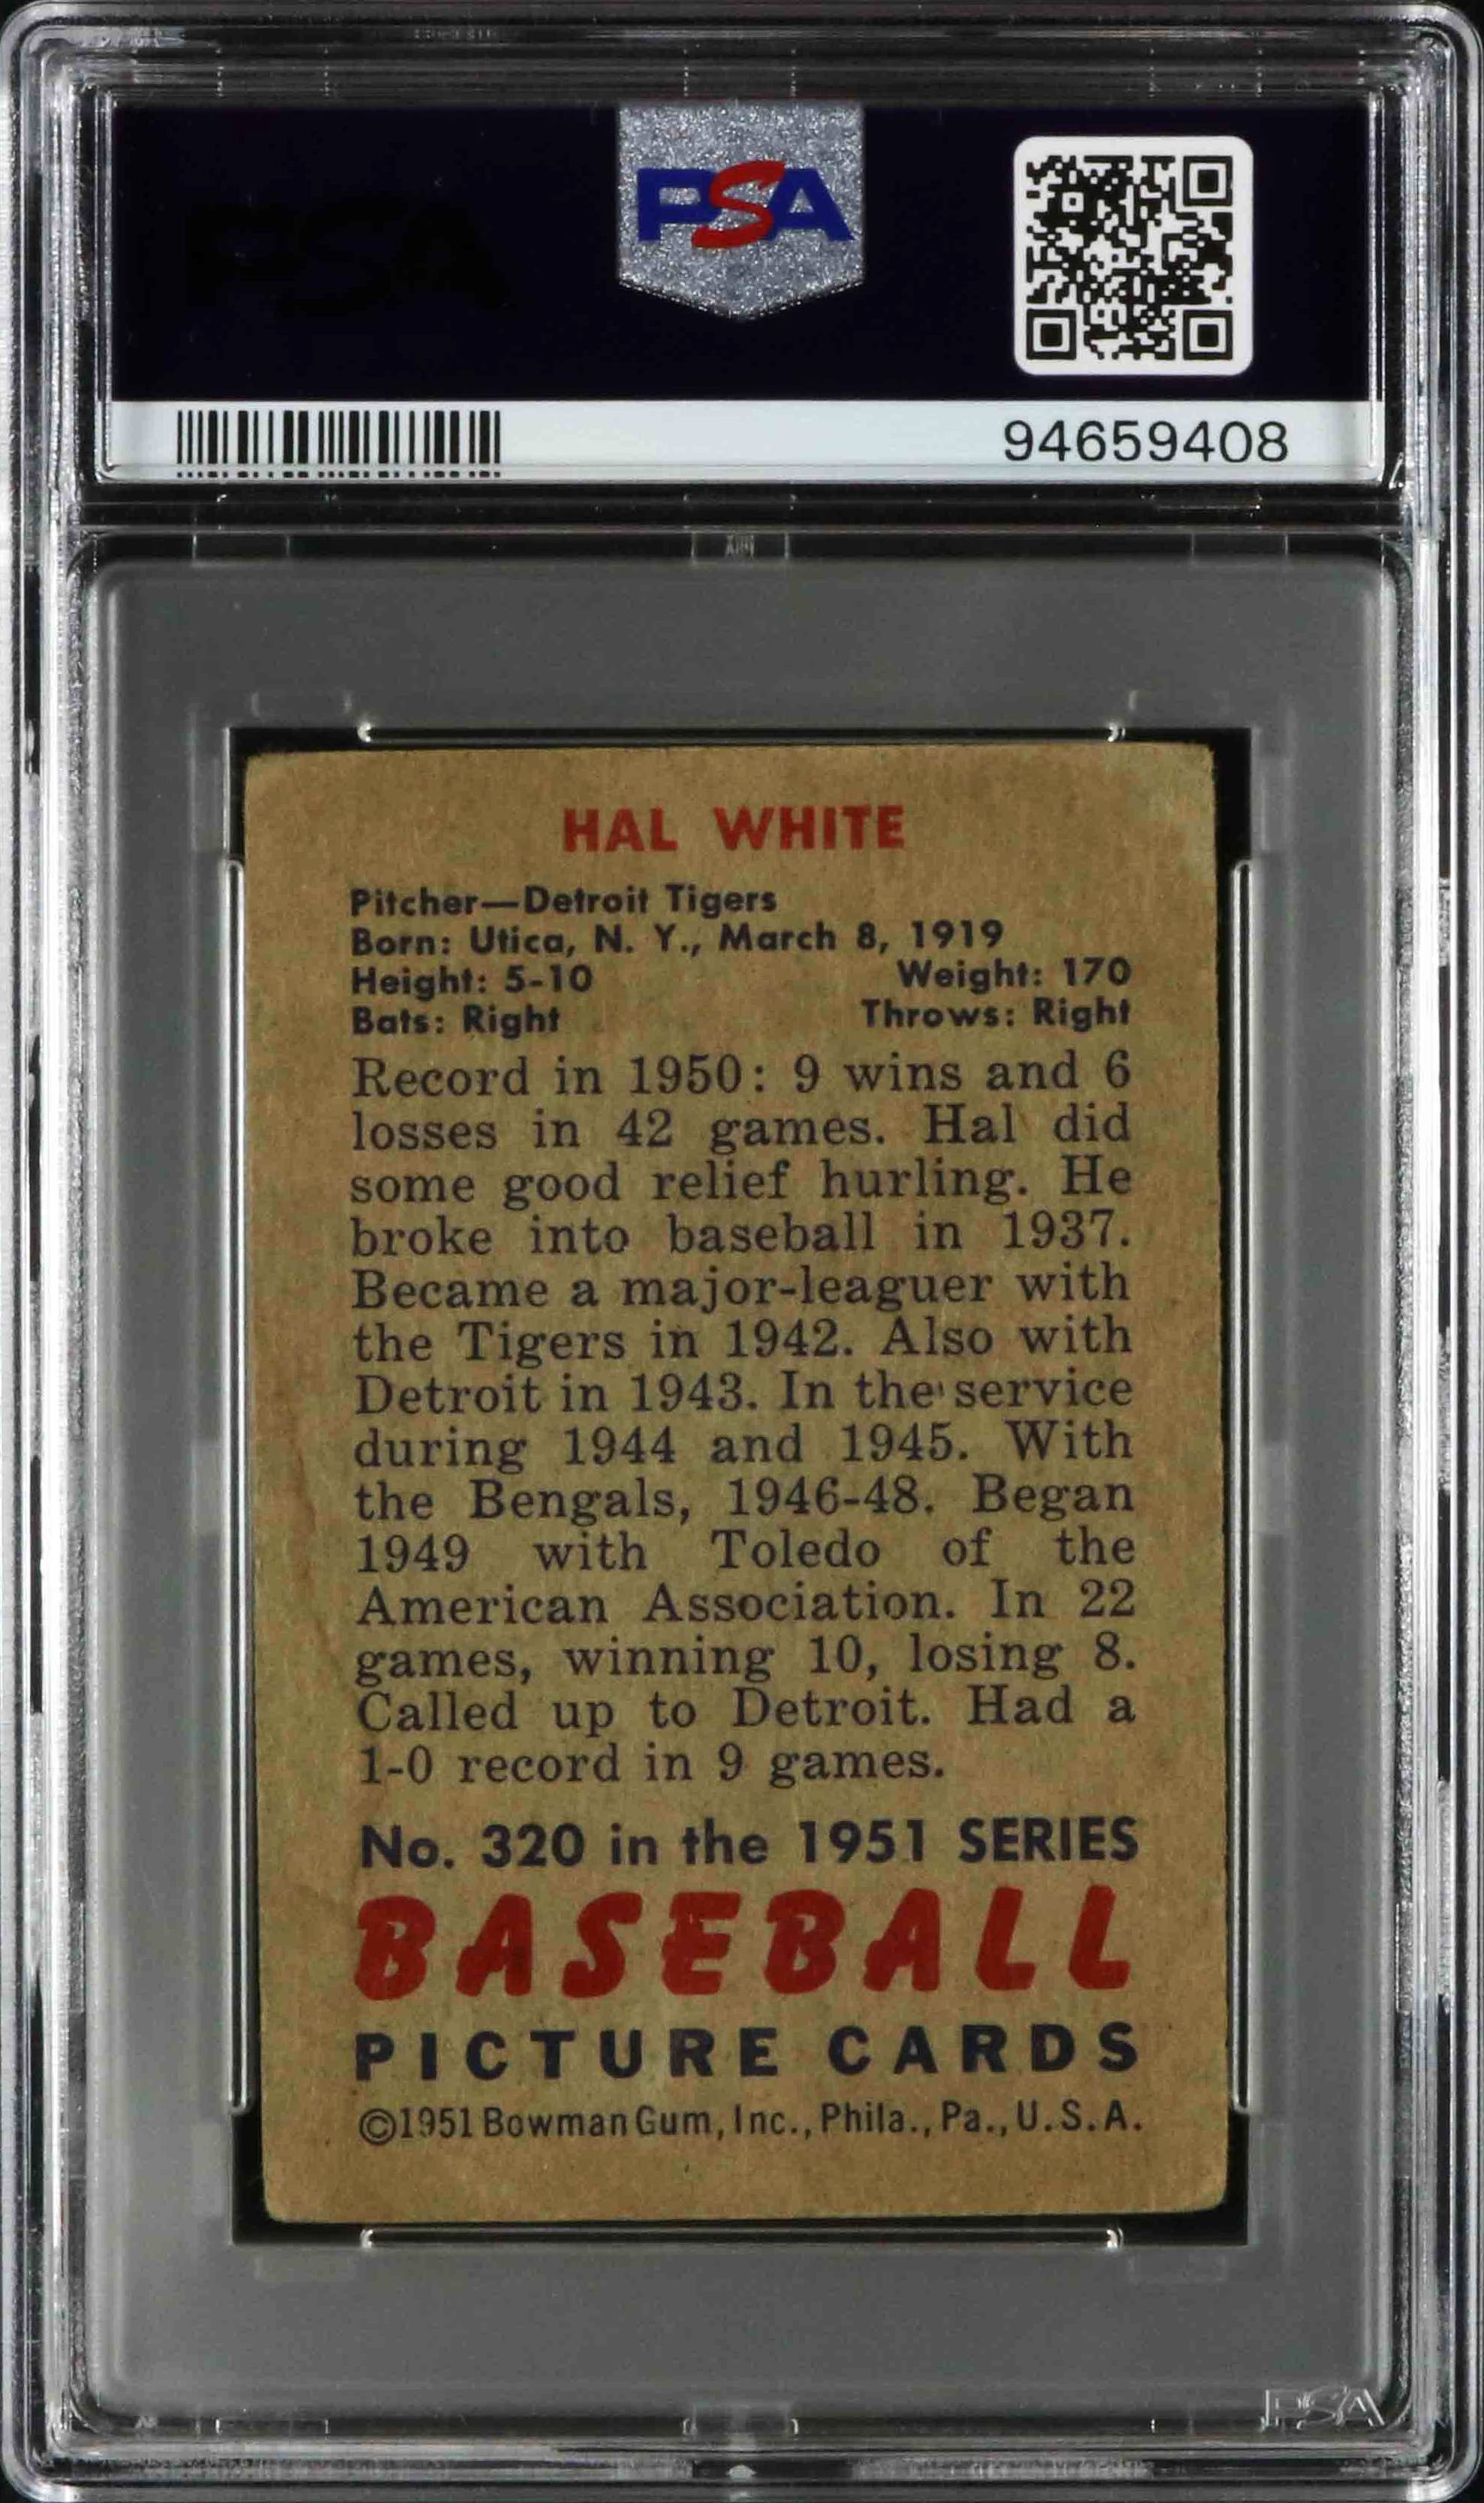 PSA
PSA
94659408
HAL WHITE
Pitcher—Detroit Tigers
Born: Utica, N. Y., March 8, 1919
Height: 5-10 Weight: 170
Bats: Right Throws: Right
Record in 1950: 9 wins and 6
losses in 42 games. Hal did
some good relief hurling. He
broke into baseball in 1937.
Became a major-leaguer with
the Tigers in 1942. Also with
Detroit in 1943. In the service
during 1944 and 1945. With
the Bengals, 1946-48. Began
1949 with Toledo of the
American Association. In 22
games, winning 10, losing 8.
Called up to Detroit. Had a
1-0 record in 9 games.
No. 320 in the 1951 SERIES
BASEBALL
PICTURE CARDS
©1951 Bowman Gum, Inc., Phila., Pa., U.S.A.
PSA